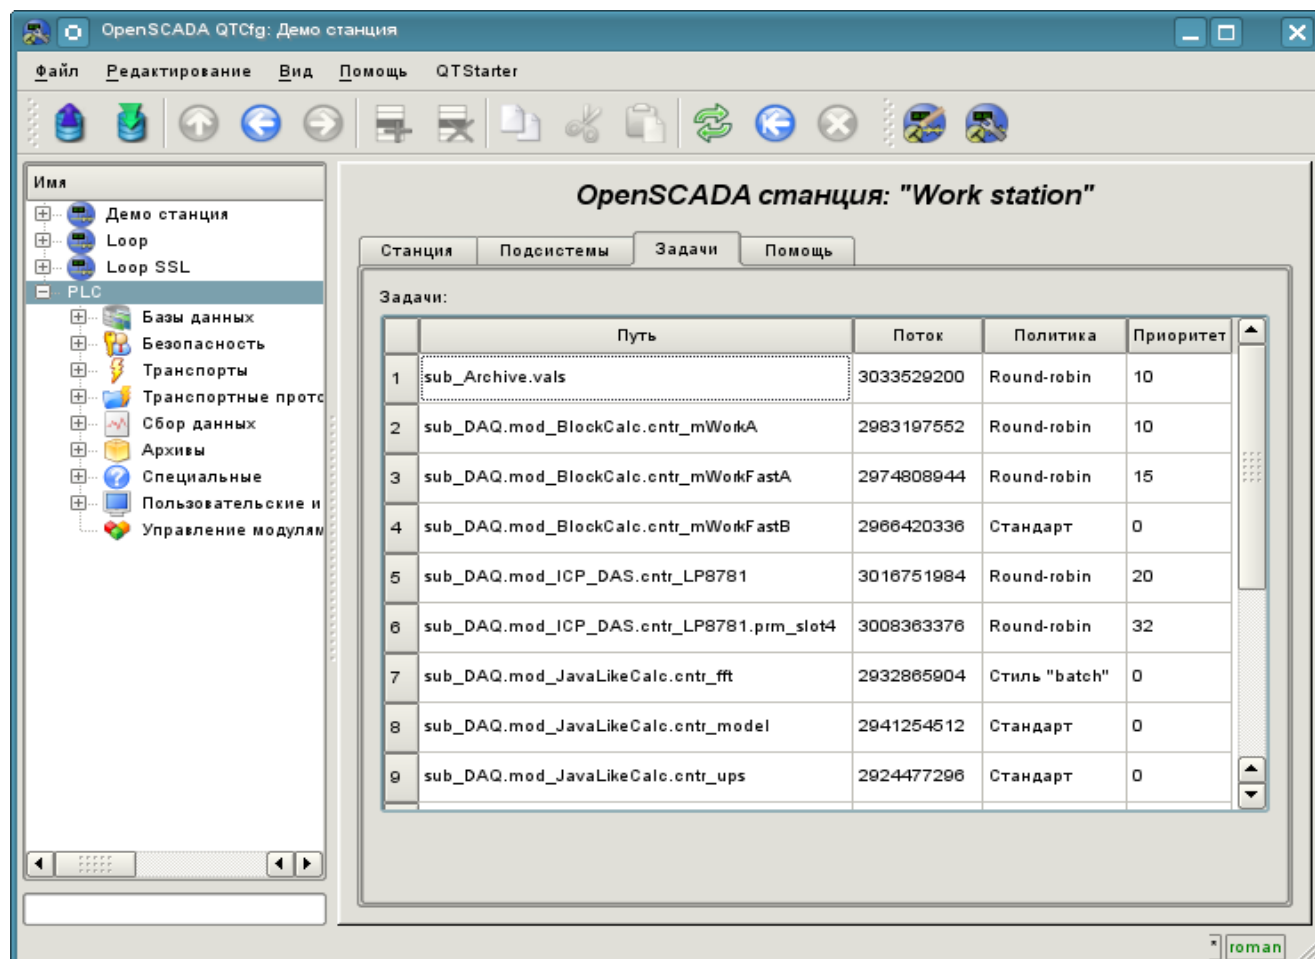 OpenSCADA QTCfg: Демо станция
Файл Редактирование Вид Помощь QTStarter
Имя
Демо станция
Loop
Loop SSL
PLC
Базы данных
Безопасность
Транспорты
Транспортные прото
Сбор данных
Архивы
Специальные
Пользовательские и
Управление модулям
OpenSCADA станция: "Work station"
Станция Подсистемы Задачи Помощь
Задачи:
Путь Поток Политика Приоритет
1 sub_Archive.vals 3033529200 Round-robin 10
2 sub_DAQ.mod_BlockCalc.cntr_mWorkA 2983197552 Round-robin 10
3 sub_DAQ.mod_BlockCalc.cntr_mWorkFastA 2974808944 Round-robin 15
4 sub_DAQ.mod_BlockCalc.cntr_mWorkFastB 2966420336 Стандарт 0
5 sub_DAQ.mod_ICP_DAS.cntr_LP8781 3016751984 Round-robin 20
6 sub_DAQ.mod_ICP_DAS.cntr_LP8781.prm_slot4 3008363376 Round-robin 32
7 sub_DAQ.mod_JavaLikeCalc.cntr_fft 2932865904 Стиль "batch" 0
8 sub_DAQ.mod_JavaLikeCalc.cntr_model 2941254512 Стандарт 0
9 sub_DAQ.mod_JavaLikeCalc.cntr_ups 2924477296 Стандарт 0
* roman